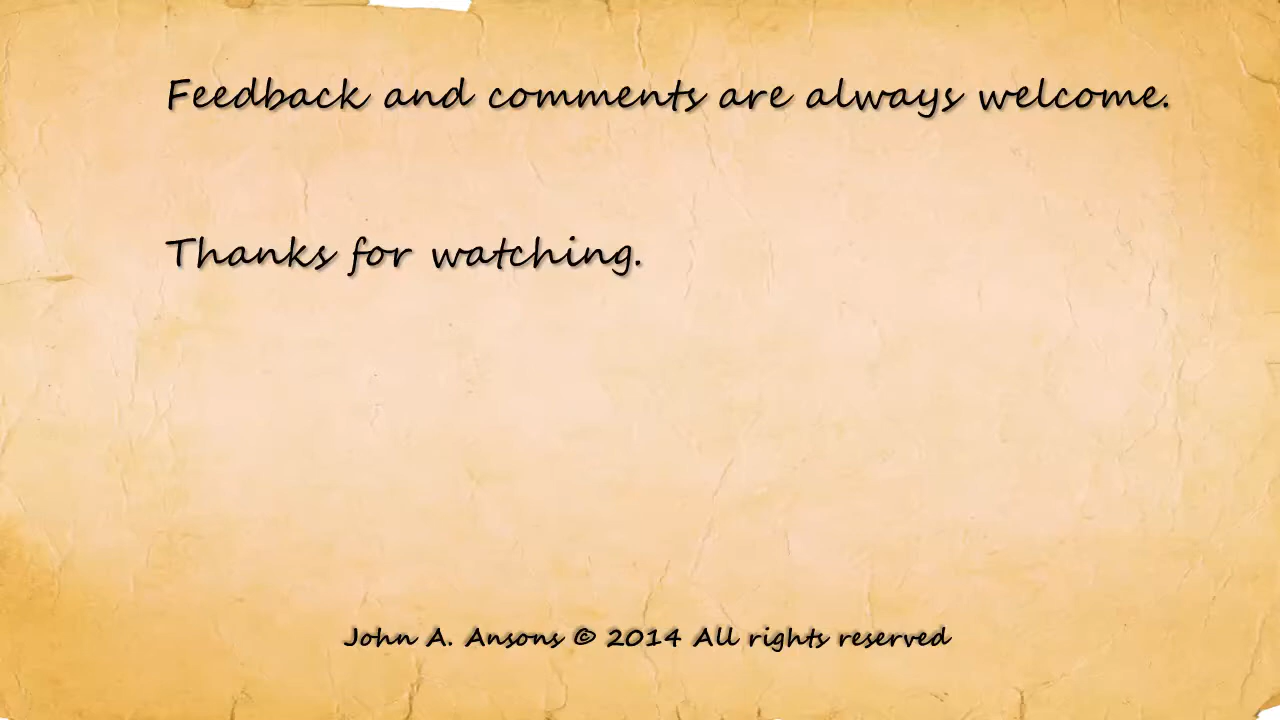 Feedback and comments are always welcome.
Thanks for watching.
John A. Ansons © 2014 All rights reserved